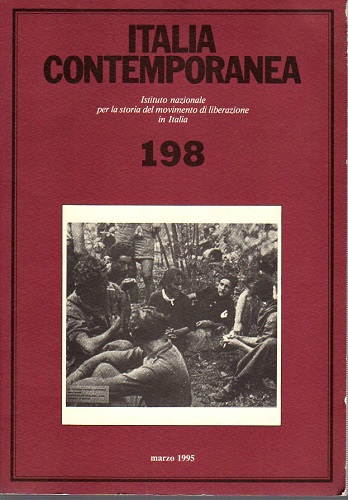 ITALIA
CONTEMPORANEA
Istituto nazionale
per la storia del movimento di liberazione
in Italia
198
marzo 1995